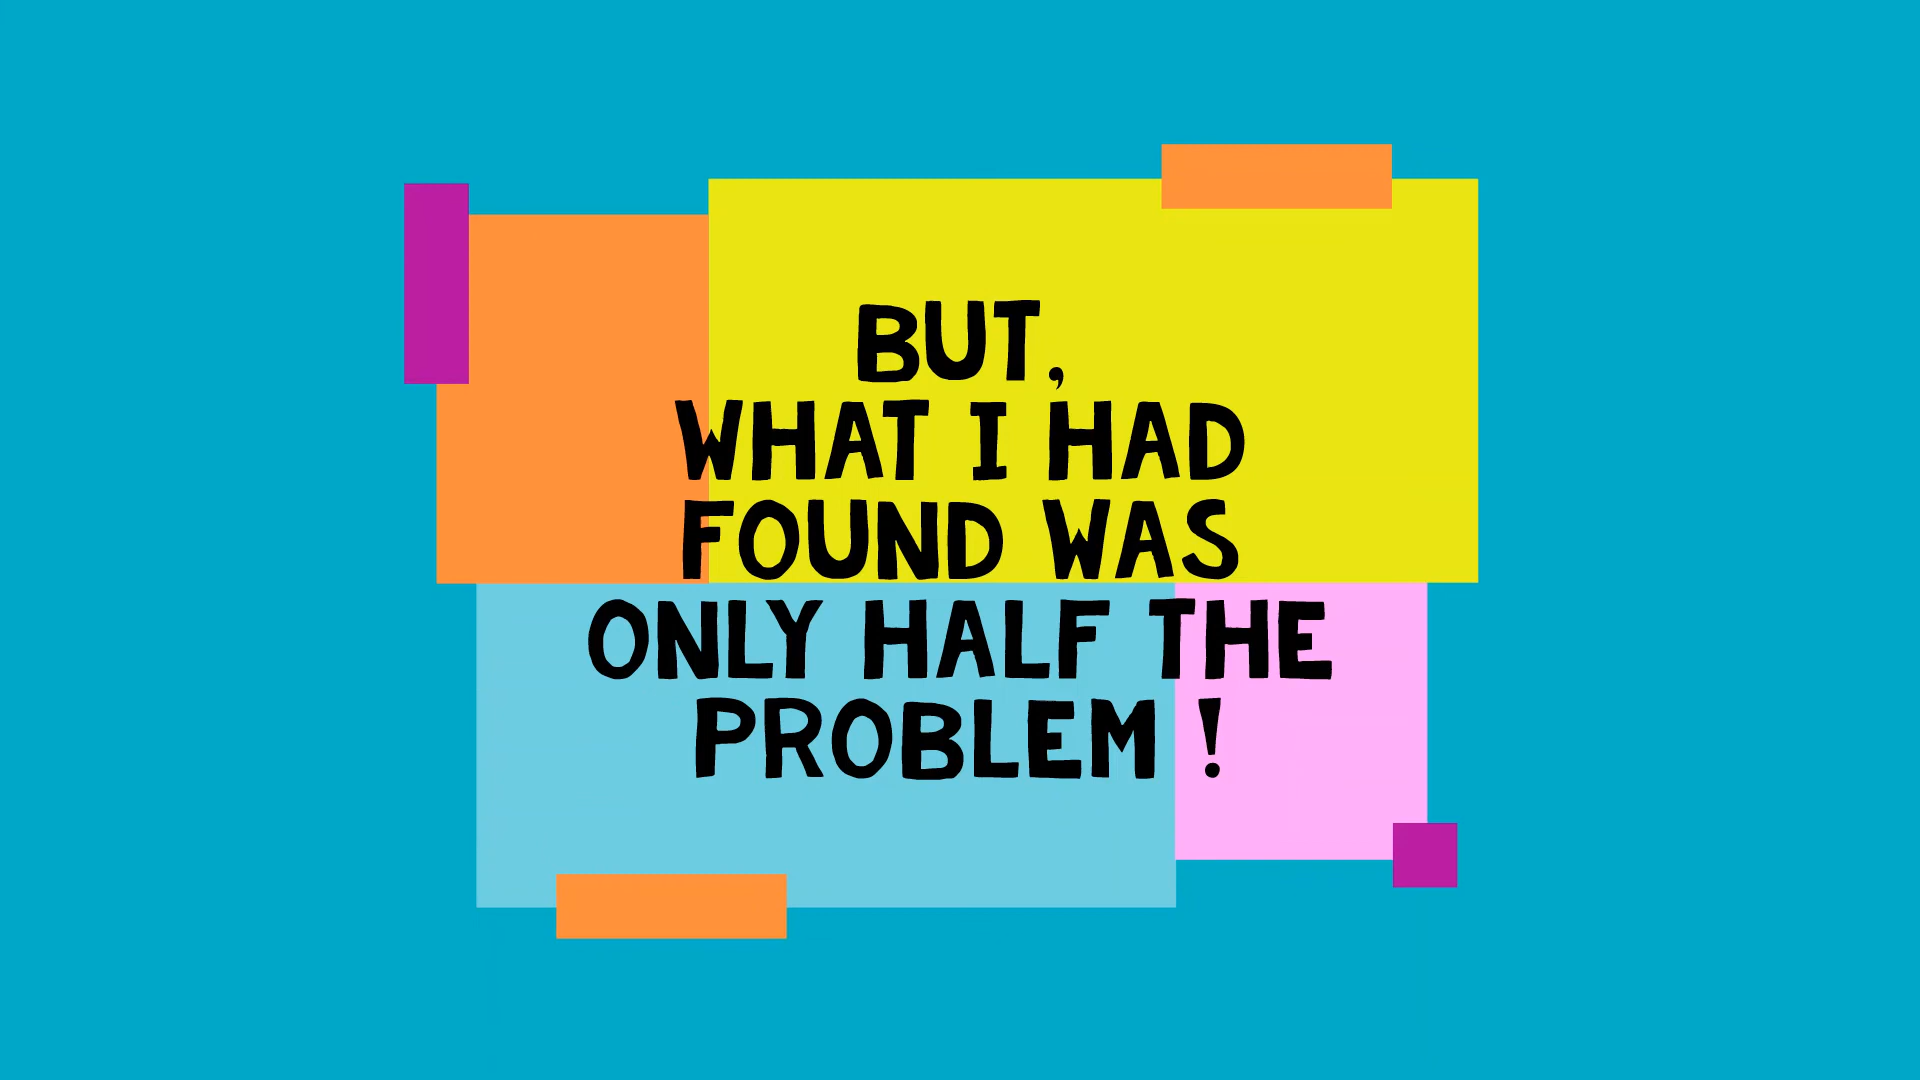 BUT,
WHAT I HAD
FOUND WAS
ONLY HALF THE
PROBLEM !